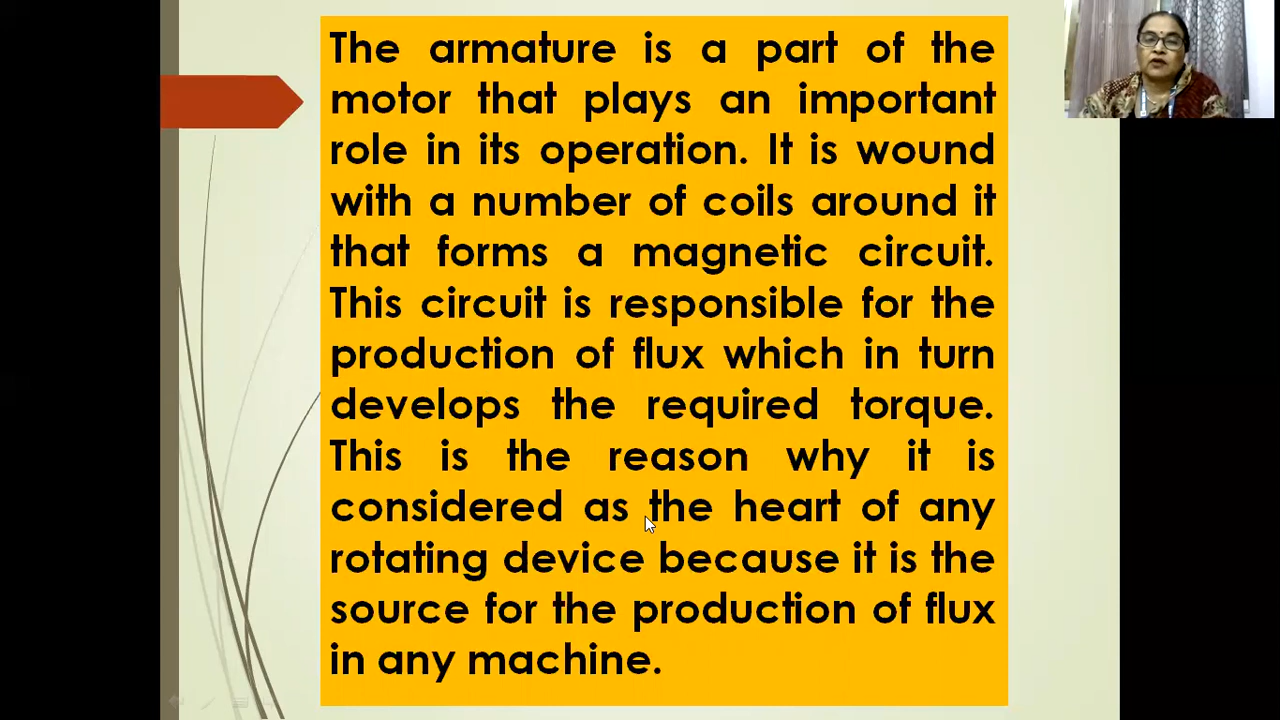 The armature is a part of the
motor that plays an important
role in its operation. It is wound
with a number of coils around it
that forms a magnetic circuit.
This circuit is responsible for the
production of flux which in turn
develops the required torque.
This is the reason why it is
considered as the heart of any
rotating device because it is the
source for the production of flux
in any machine.